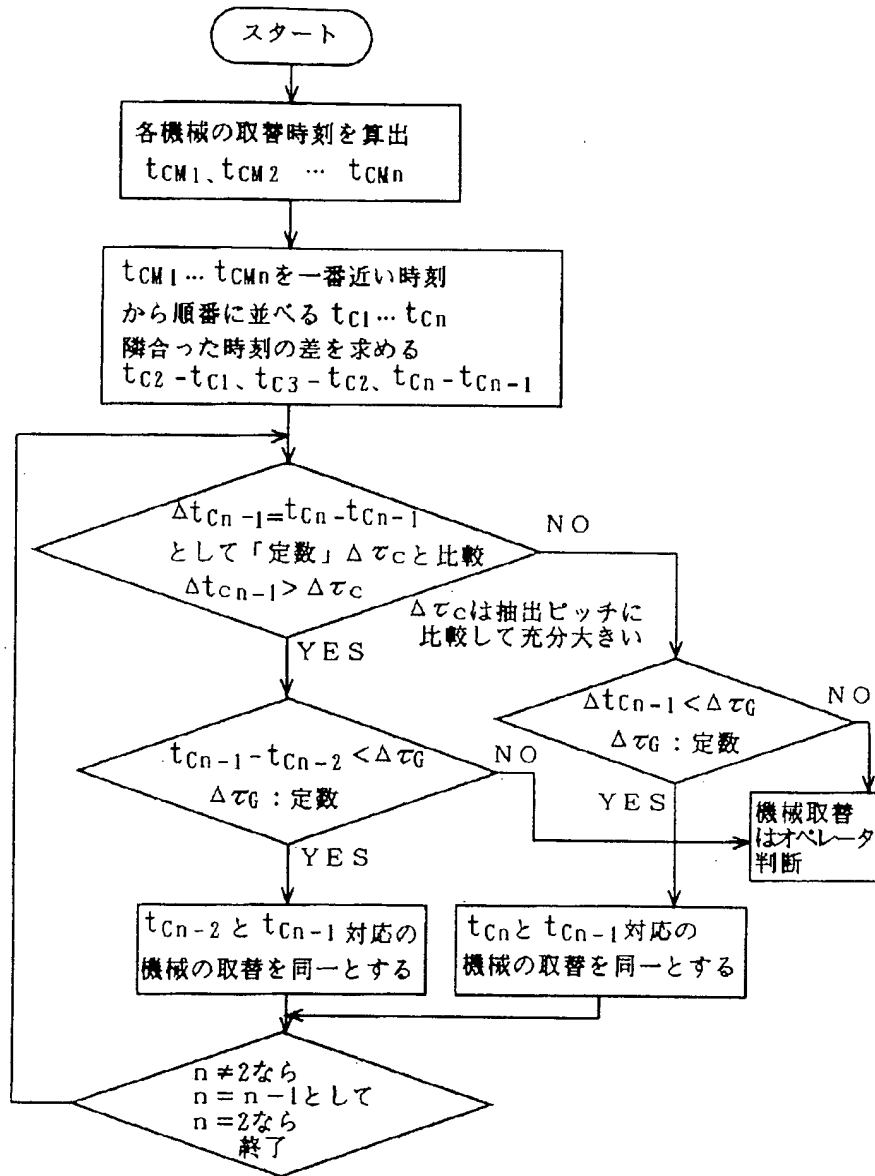 スタート
各機械の取替時刻を算出
tCM1、tCM2 … tCMn
tCM1…tCMnを一番近い時刻
から順番に並べる tC1…tCn
隣合った時刻の差を求める
tC2-tC1、tC3-tC2、tCn-tCn-1
ΔtCn-1=tCn-tCn-1
として「定数」Δτcと比較
Δtcn-1>Δτc
NO
Δτcは抽出ピッチに
比較して充分大きい
YES
ΔtCn-1<ΔτG
ΔτG:定数
NO
YES
tCn-1-tCn-2<ΔτG
ΔτG:定数
NO
YES
機械取替
はオペレータ
判断
tCn-2とtCn-1対応の
機械の取替を同一とする
tCnとtCn-1対応の
機械の取替を同一とする
n≠2なら
n=n-1として
n=2なら
終了